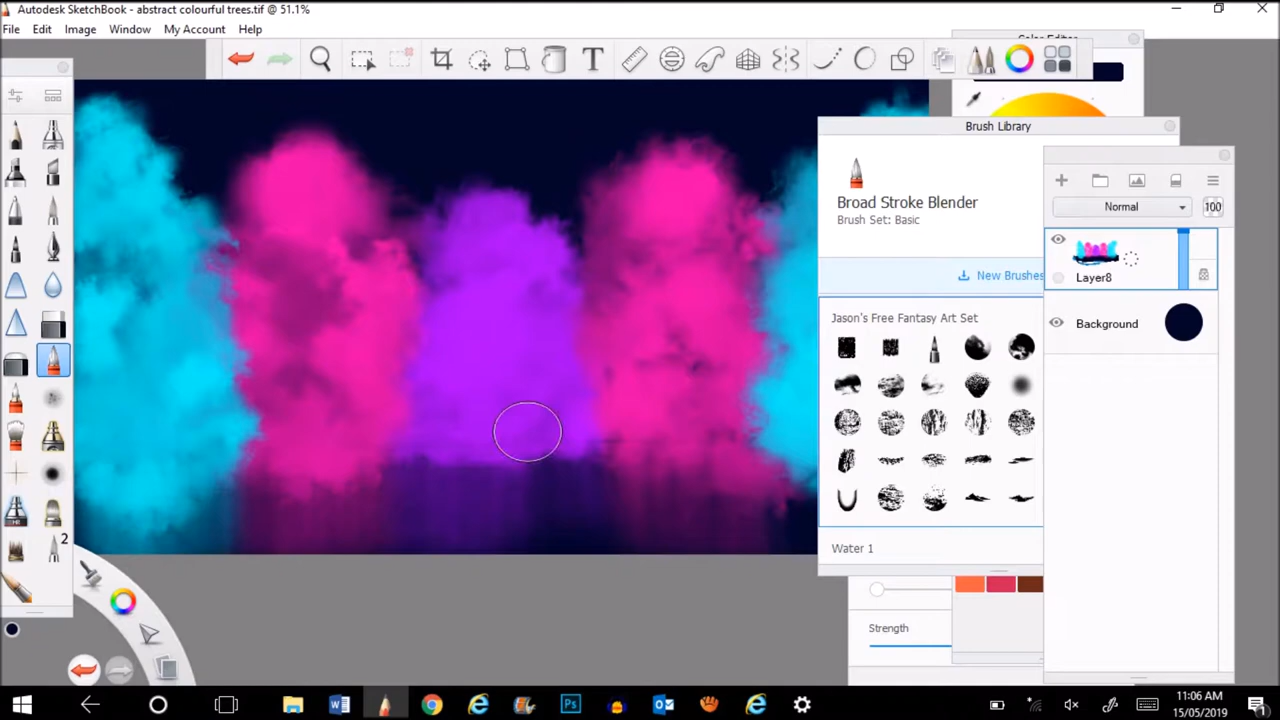 Autodesk SketchBook - abstract colourful trees.tif @ 51.1%
File Edit Image Window My Account Help
Color Editor
Brush Library
Broad Stroke Blender
Brush Set: Basic
Normal
100
New Brushes
Layer8
Jason's Free Fantasy Art Set
Background
2
Water 1
Strength
11:06 AM
15/05/2019